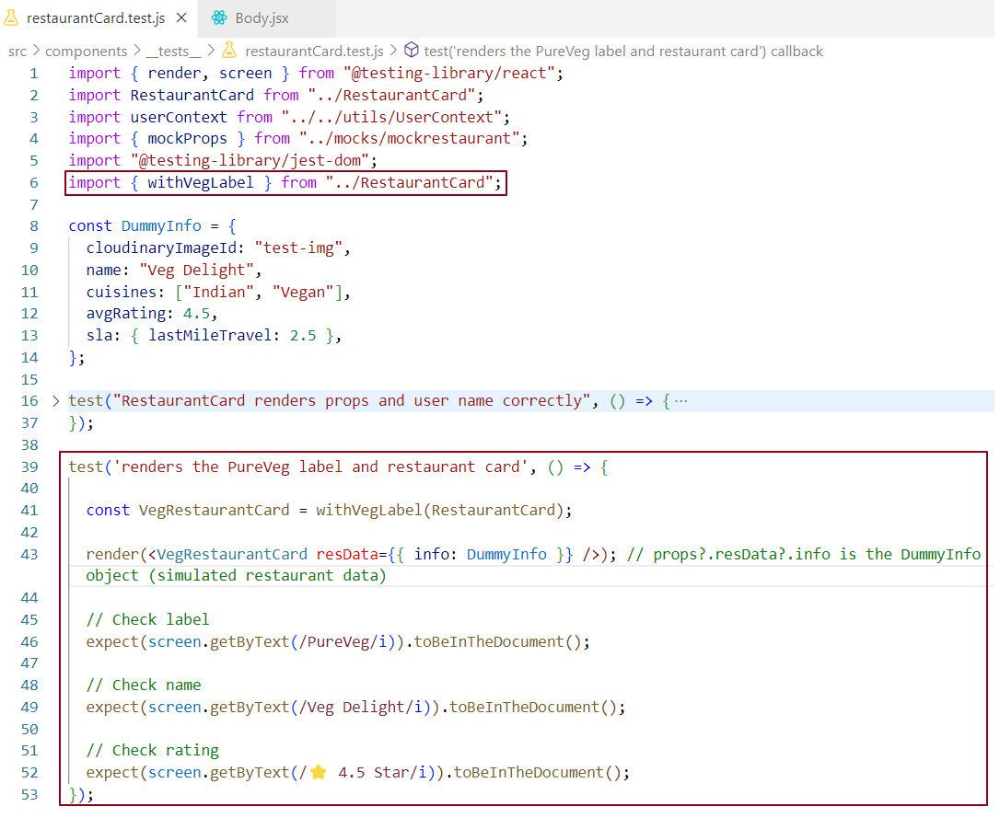 restaurantCard.test.js
Body.jsx
src > components > __tests__ > restaurantCard.test.js > test('renders the PureVeg label and restaurant card') callback
1 import { render, screen } from "@testing-library/react";
2 import RestaurantCard from "../RestaurantCard";
3 import userContext from "../../utils/UserContext";
4 import { mockProps } from "../mocks/mockrestaurant";
5 import "@testing-library/jest-dom";
6 import { withVegLabel } from "../RestaurantCard";
7
8 const DummyInfo = {
9 cloudinaryImageId: "test-img",
10 name: "Veg Delight",
11 cuisines: ["Indian", "Vegan"],
12 avgRating: 4.5,
13 sla: { lastMileTravel: 2.5 },
14 };
15
16 test("RestaurantCard renders props and user name correctly", () => { ···
37 });
38
39 test('renders the PureVeg label and restaurant card', () => {
40
41 const VegRestaurantCard = withVegLabel(RestaurantCard);
42
43 render(<VegRestaurantCard resData={{ info: DummyInfo }} />); // props?.resData?.info is the DummyInfo
object (simulated restaurant data)
44
45 // Check label
46 expect(screen.getByText(/PureVeg/i)).toBeInTheDocument();
47
48 // Check name
49 expect(screen.getByText(/Veg Delight/i)).toBeInTheDocument();
50
51 // Check rating
52 expect(screen.getByText(/⭐ 4.5 Star/i)).toBeInTheDocument();
53 });